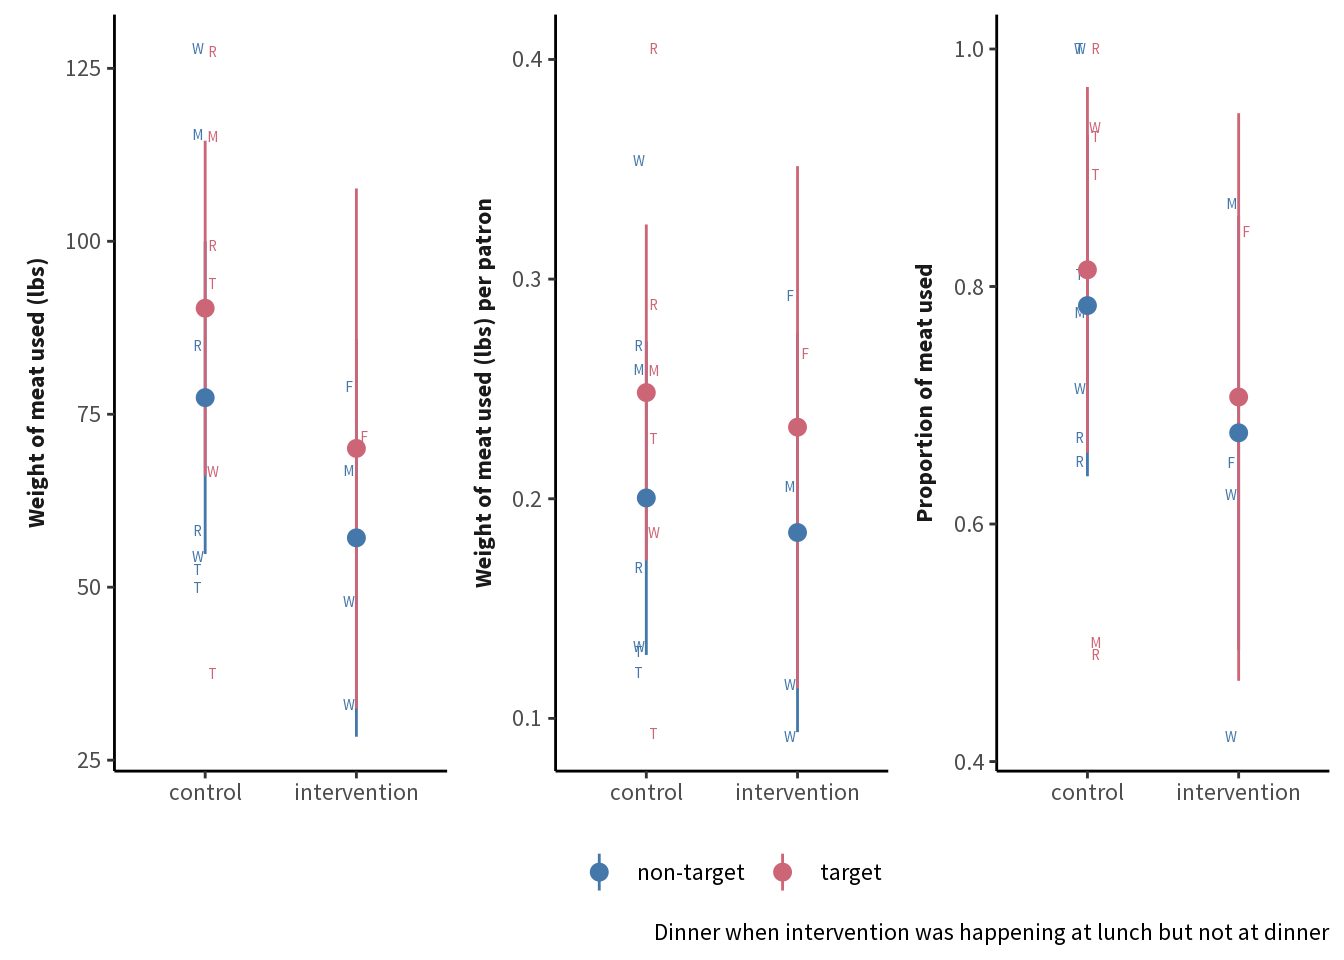 Weight of meat used (lbs)
125
100
75
50
25
W R
M M
R
T
R
W
R
W
T
T
T
F
F
M
W
W
control intervention
Weight of meat used (lbs) per patron
0.4
0.3
0.2
0.1
R
W
R
R
M M
T
W
R
W
T
T
T
F
F
M
W
W
control intervention
Proportion of meat used
1.0
0.8
0.6
0.4
T W R
W
T
T
T
M
W
R
R
M
R
M
F
F
W
W
control intervention
non-target target
Dinner when intervention was happening at lunch but not at dinner